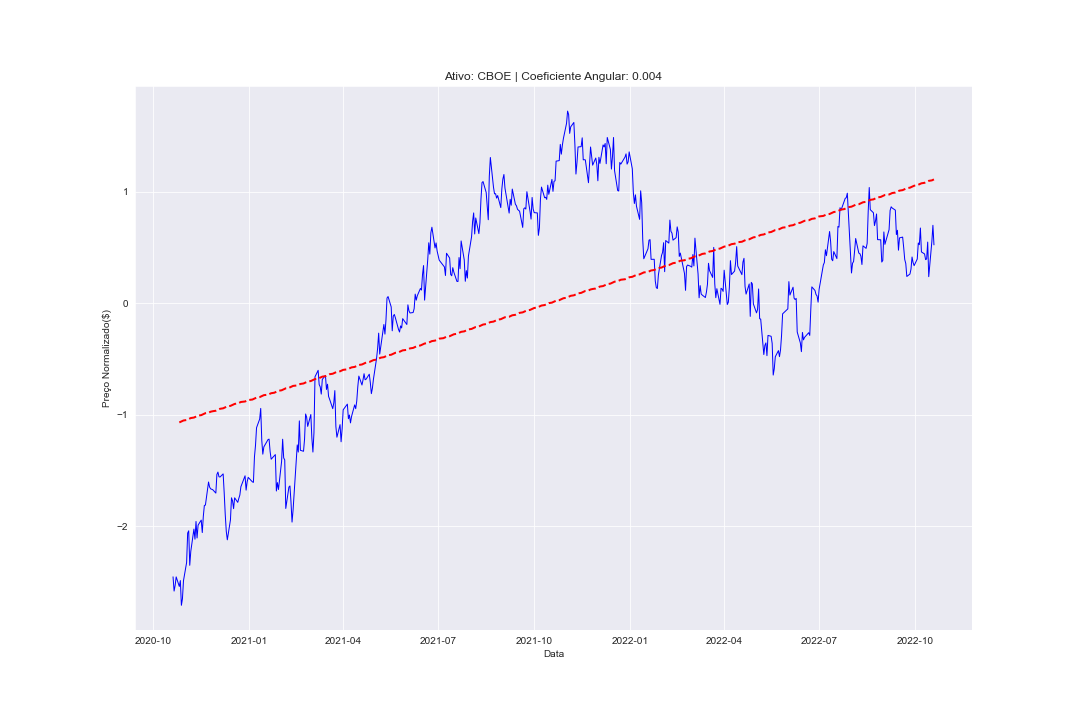 Ativo: CBOE | Coeficiente Angular: 0.004
Preço Normalizado($)
1
0
−1
−2
2020-10 2021-01 2021-04 2021-07 2021-10 2022-01 2022-04 2022-07 2022-10
Data